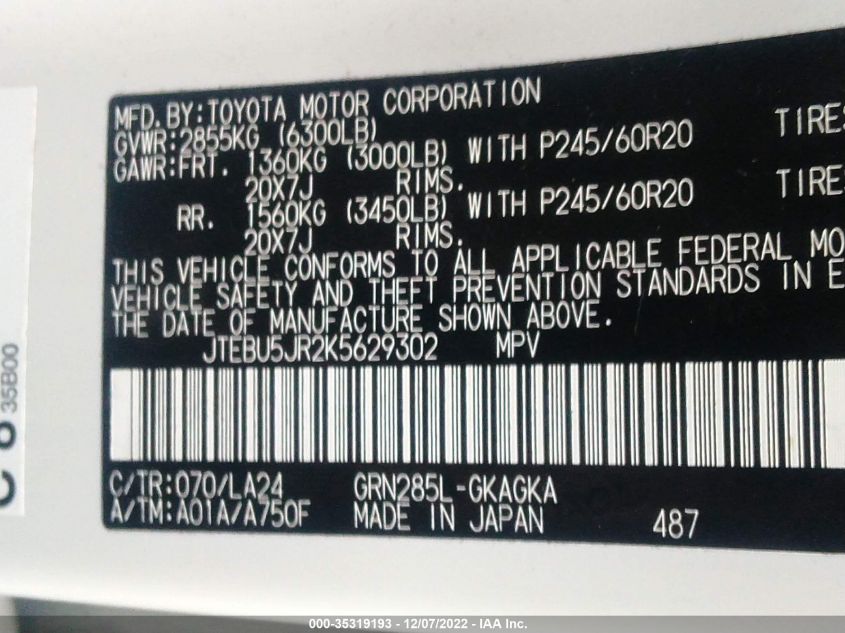 MFD.BY:TOYOTA MOTOR CORPORATION
GVWR:2855KG (6300LB)
GAWR:FRT. 1360KG (3000LB) WITH P245/60R20 TIRES
20X7J RIMS.
RR. 1560KG (3450LB) WITH P245/60R20 TIRE
20X7J RIMS.
THIS VEHICLE CONFORMS TO ALL APPLICABLE FEDERAL MO
VEHICLE SAFETY AND THEFT PREVENTION STANDARDS IN E
THE DATE OF MANUFACTURE SHOWN ABOVE.
JTEBU5JR2K5629302 MPV
C/TR:070/LA24 GRN285L-GKAGKA
A/TM:A01A/A750F MADE IN JAPAN 487
35B00
000-35319193 - 12/07/2022 - IAA Inc.